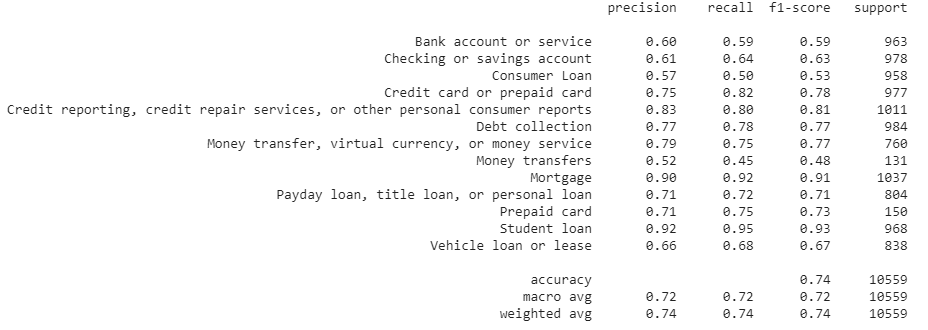 precision recall f1-score support
Bank account or service 0.60 0.59 0.59 963
Checking or savings account 0.61 0.64 0.63 978
Consumer Loan 0.57 0.50 0.53 958
Credit card or prepaid card 0.75 0.82 0.78 977
Credit reporting, credit repair services, or other personal consumer reports 0.83 0.80 0.81 1011
Debt collection 0.77 0.78 0.77 984
Money transfer, virtual currency, or money service 0.79 0.75 0.77 760
Money transfers 0.52 0.45 0.48 131
Mortgage 0.90 0.92 0.91 1037
Payday loan, title loan, or personal loan 0.71 0.72 0.71 804
Prepaid card 0.71 0.75 0.73 150
Student loan 0.92 0.95 0.93 968
Vehicle loan or lease 0.66 0.68 0.67 838
accuracy 0.74 10559
macro avg 0.72 0.72 0.72 10559
weighted avg 0.74 0.74 0.74 10559